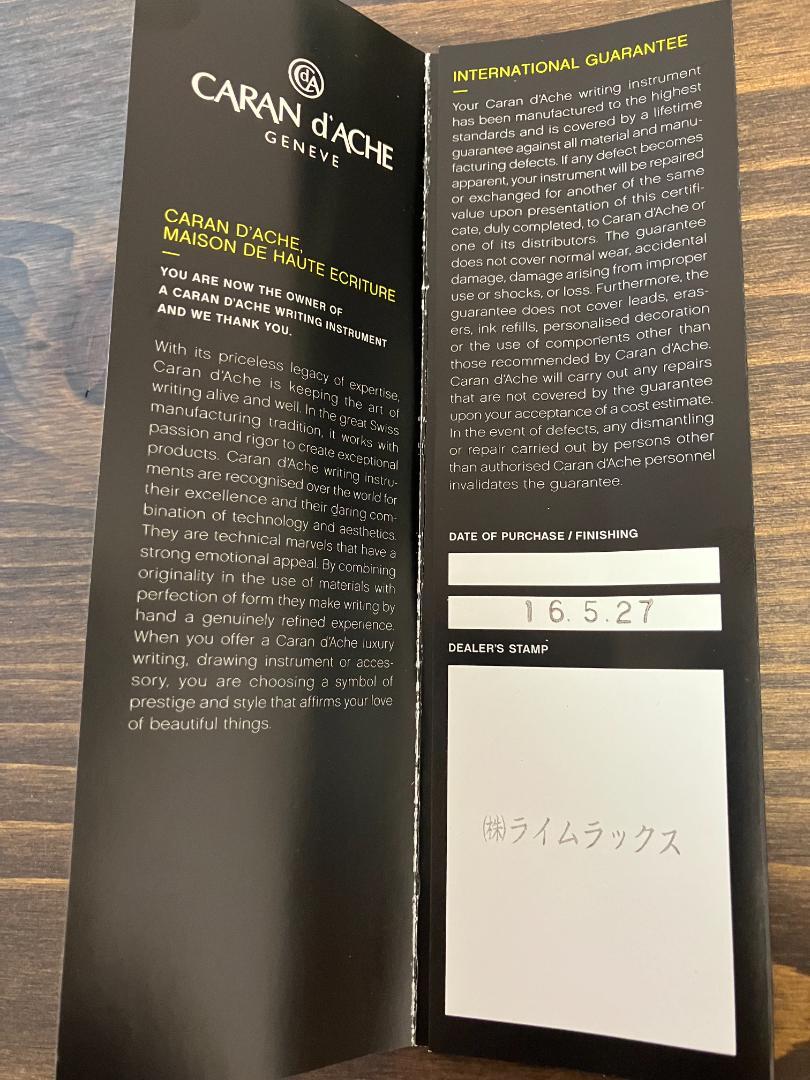 CdA
CARAN d'ACHE
GENEVE
CARAN D'ACHE,
MAISON DE HAUTE ECRITURE
YOU ARE NOW THE OWNER OF
A CARAN D'ACHE WRITING INSTRUMENT
AND WE THANK YOU.
With its priceless legacy of expertise,
Caran d'Ache is keeping the art of
writing alive and well. In the great Swiss
manufacturing tradition, it works with
passion and rigor to create exceptional
products. Caran d'Ache writing instru-
ments are recognised over the world for
their excellence and their daring com-
bination of technology and aesthetics.
They are technical marvels that have a
strong emotional appeal. By combining
originality in the use of materials with
perfection of form they make writing by
hand a genuinely refined experience.
When you offer a Caran d'Ache luxury
writing, drawing instrument or acces-
sory, you are choosing a symbol of
prestige and style that affirms your love
of beautiful things.
INTERNATIONAL GUARANTEE
Your Caran d'Ache writing instrument
has been manufactured to the highest
standards and is covered by a lifetime
guarantee against all material and manu-
facturing defects. If any defect becomes
apparent, your instrument will be repaired
or exchanged for another of the same
value upon presentation of this certifi-
cate, duly completed, to Caran d'Ache or
one of its distributors. The guarantee
does not cover normal wear, accidental
damage, damage arising from improper
use or shocks, or loss. Furthermore, the
guarantee does not cover leads, eras-
ers, ink refills, personalised decoration
or the use of components other than
those recommended by Caran d'Ache.
Caran d'Ache will carry out any repairs
that are not covered by the guarantee
upon your acceptance of a cost estimate.
In the event of defects, any dismantling
or repair carried out by persons other
than authorised Caran d'Ache personnel
invalidates the guarantee.
DATE OF PURCHASE / FINISHING
16.5.27
DEALER'S STAMP
㈱ライムラックス